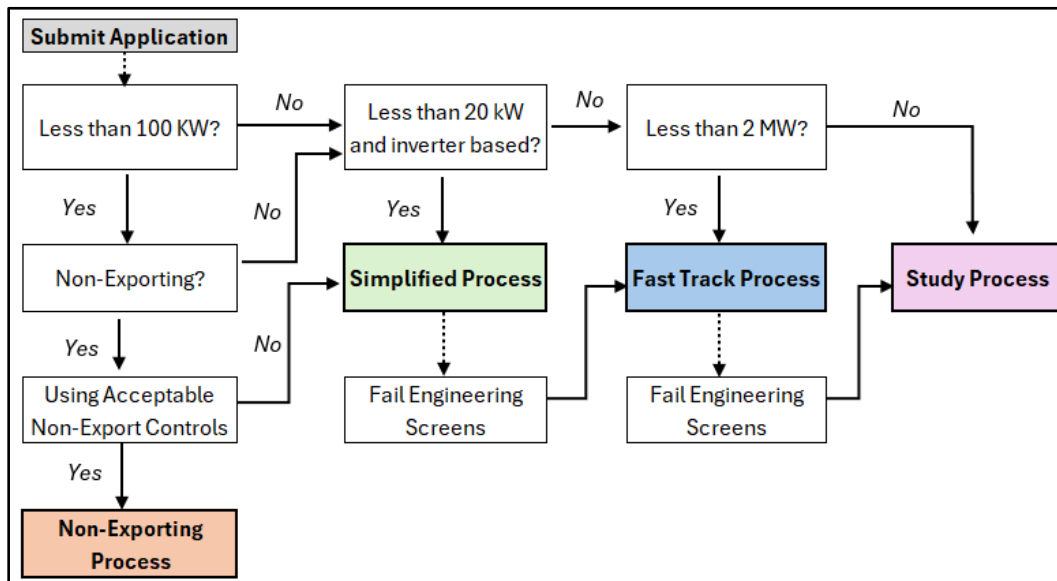 Submit Application
Less than 100 KW?
No
Less than 20 kW
and inverter based?
No
Less than 2 MW?
No
Yes
No
Yes
Yes
Non-Exporting?
Simplified Process
Fast Track Process
Study Process
Yes
No
Using Acceptable
Non-Export Controls
Fail Engineering
Screens
Fail Engineering
Screens
Yes
Non-Exporting
Process